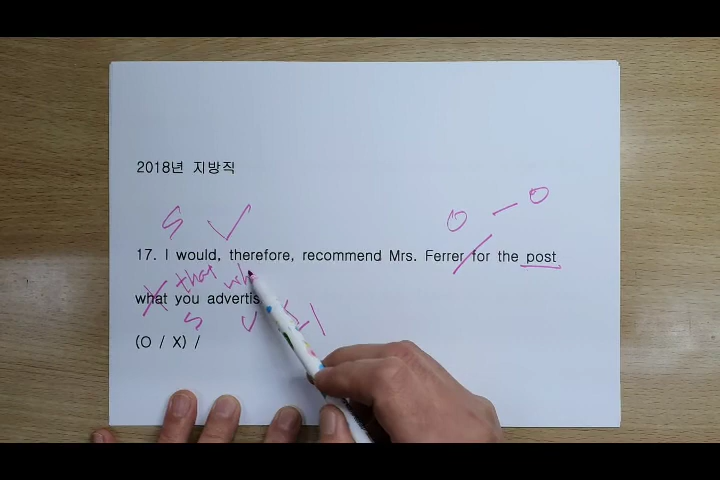 2018년 지방직
S V
O - O
17. I would, therefore, recommend Mrs. Ferrer for the post
that
what you advertis
S V
(O / X) /